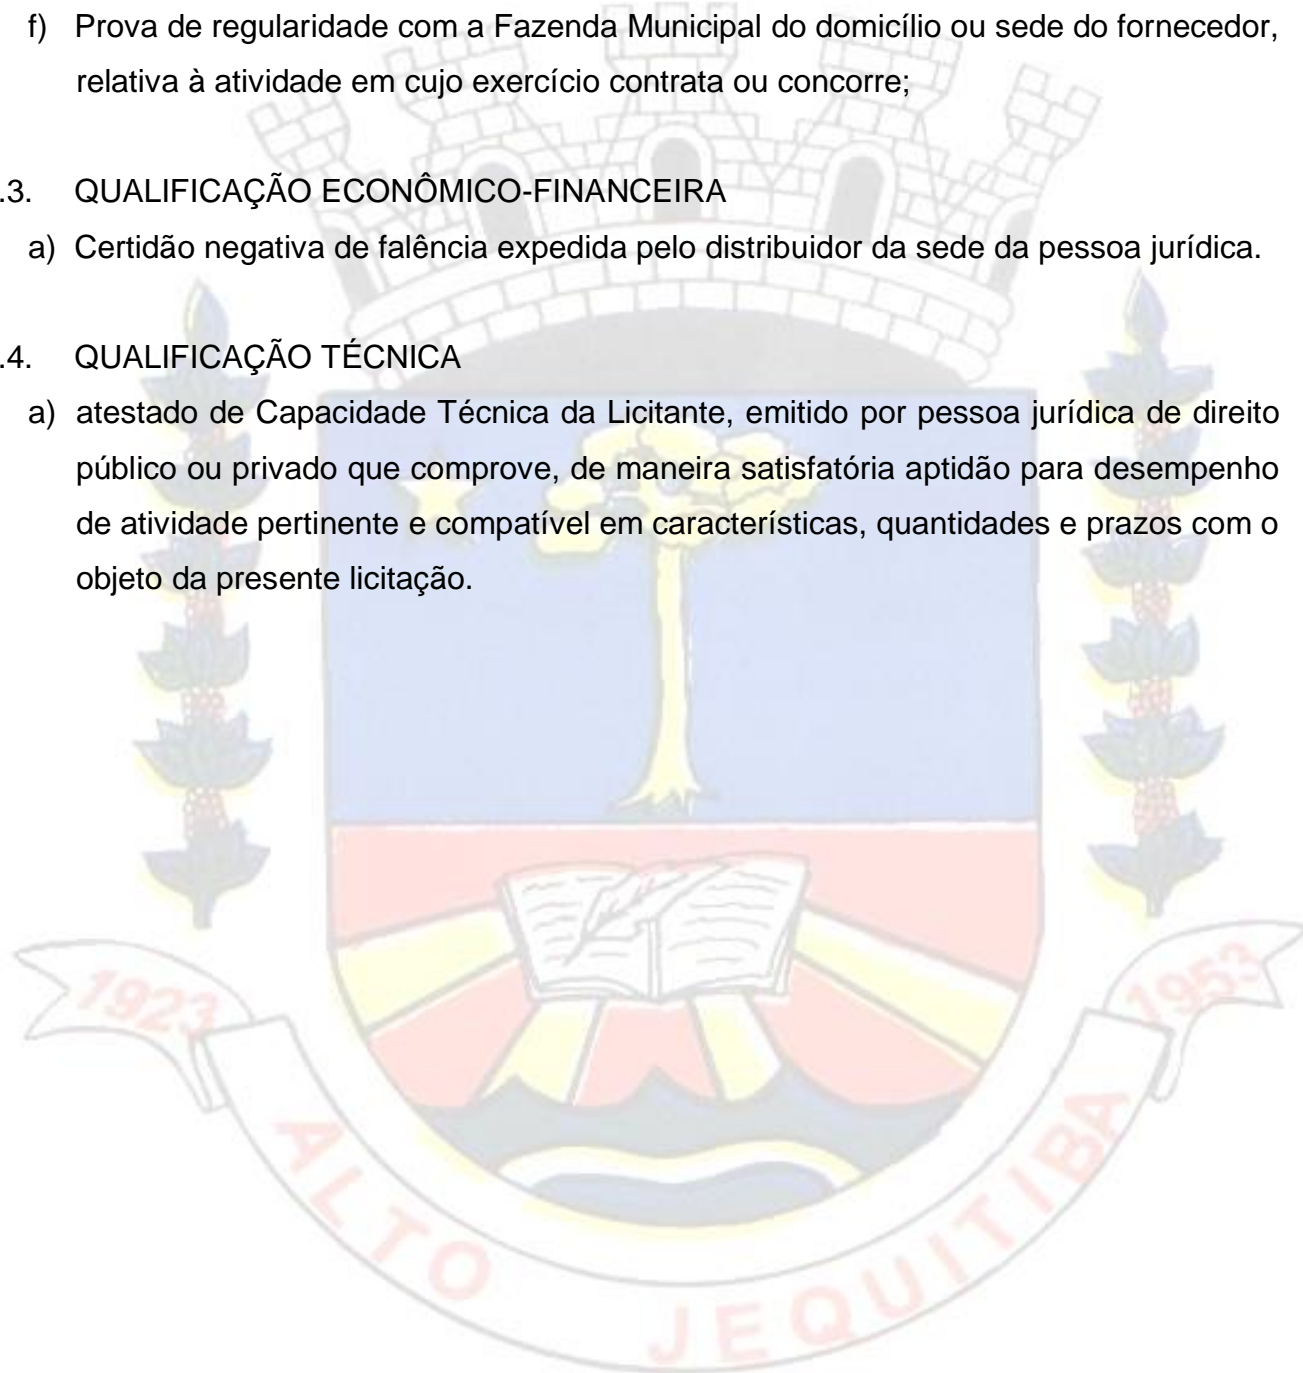 f) Prova de regularidade com a Fazenda Municipal do domicílio ou sede do fornecedor,
relativa à atividade em cujo exercício contrata ou concorre;
.3. QUALIFICAÇÃO ECONÔMICO-FINANCEIRA
a) Certidão negativa de falência expedida pelo distribuidor da sede da pessoa jurídica.
.4. QUALIFICAÇÃO TÉCNICA
a) atestado de Capacidade Técnica da Licitante, emitido por pessoa jurídica de direito
público ou privado que comprove, de maneira satisfatória aptidão para desempenho
de atividade pertinente e compatível em características, quantidades e prazos com o
objeto da presente licitação.
1923
1953
ALTO JEQUITIBA